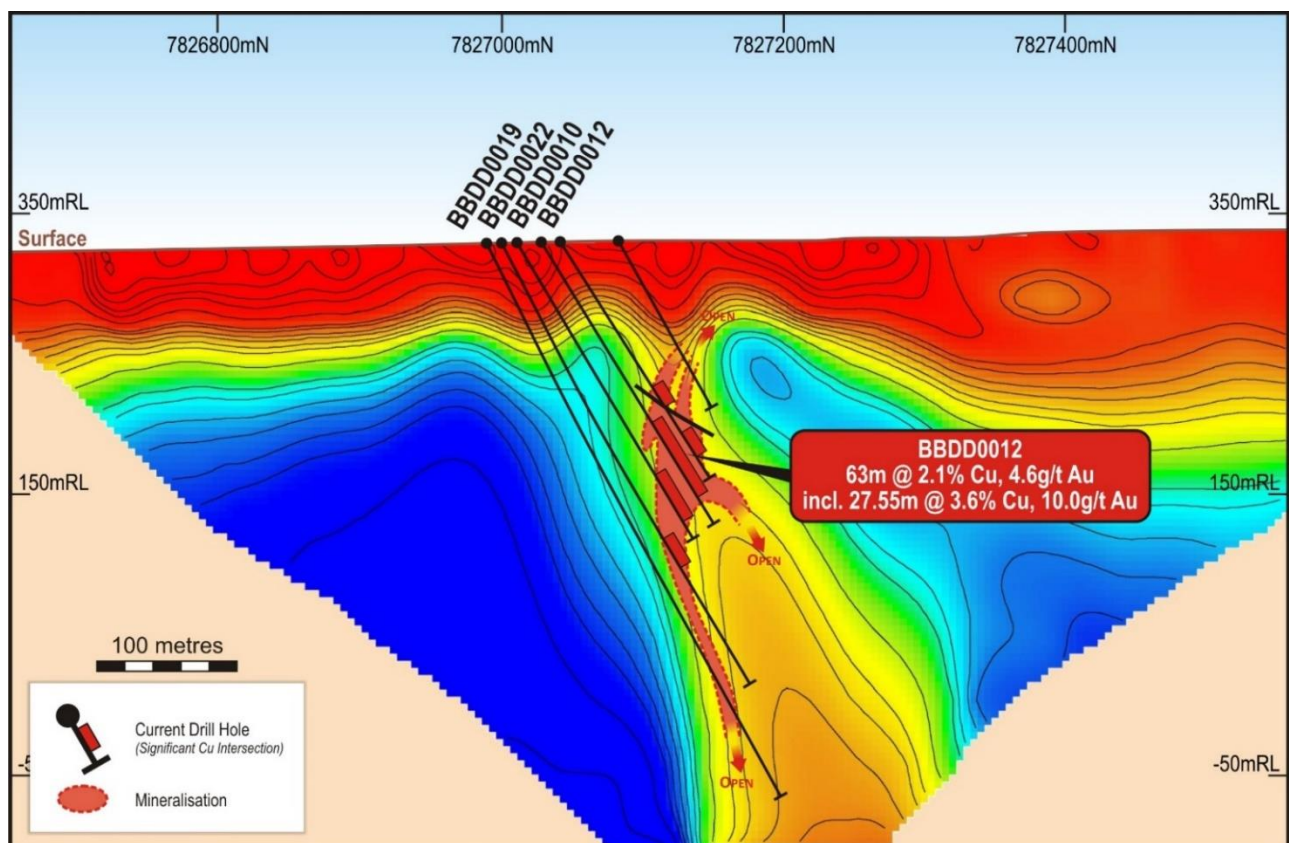 7826800mN
7827000mN
7827200mN
7827400mN
BBDD0019
BBDD0022
BBDD0010
BBDD0012
350mRL
350mRL
Surface
OPEN
BBDD0012
63m @ 2.1% Cu, 4.6g/t Au
incl. 27.55m @ 3.6% Cu, 10.0g/t Au
150mRL
150mRL
OPEN
100 metres
Current Drill Hole
(Significant Cu Intersection)
-50mRL
OPEN
Mineralisation